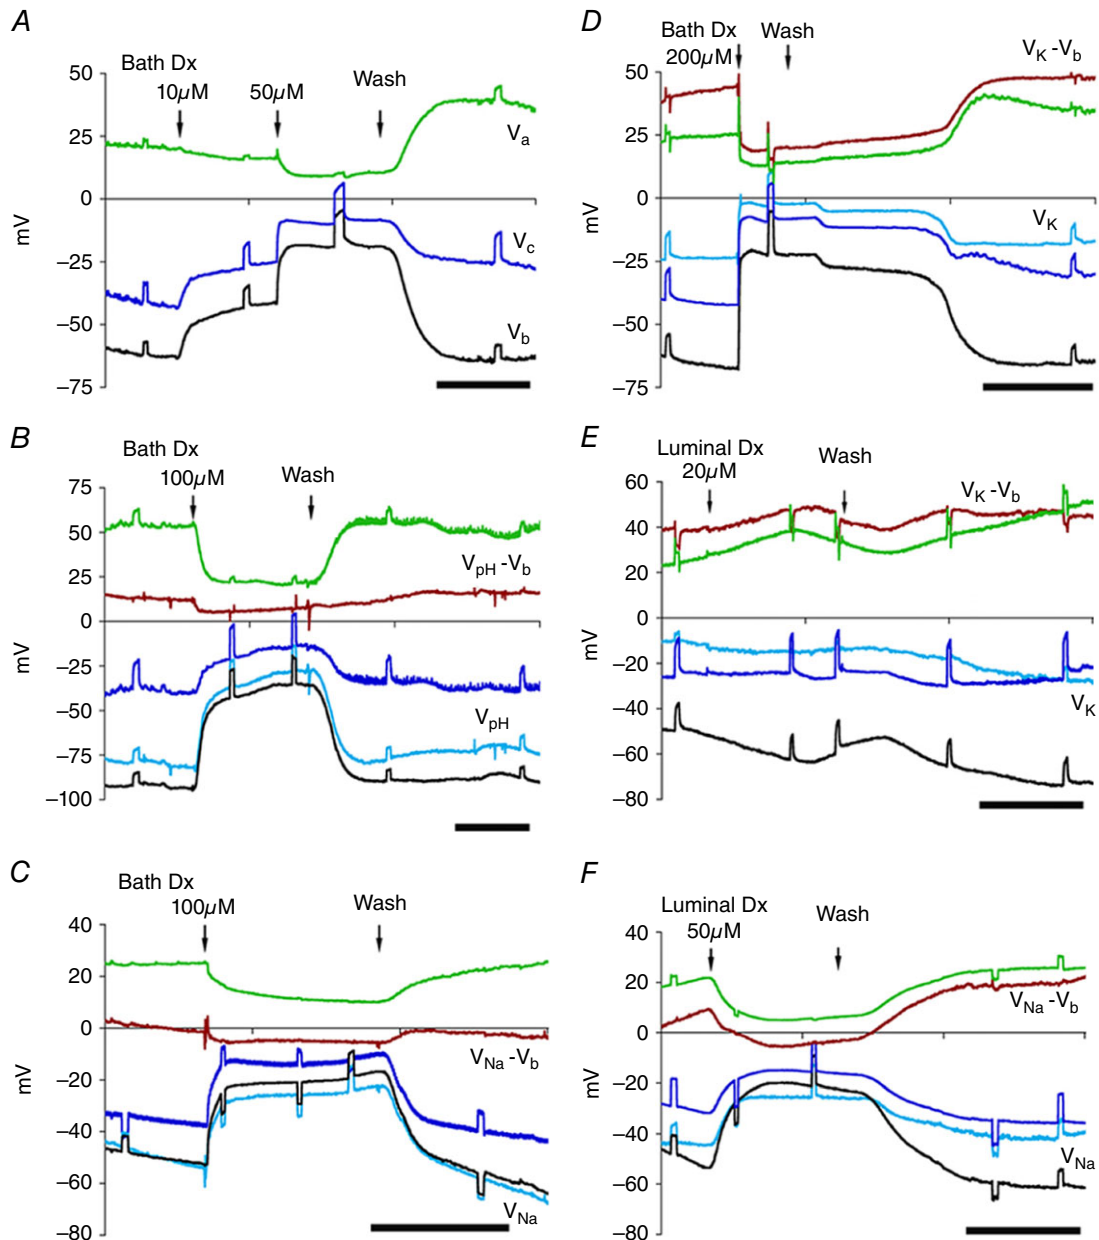 A
Bath Dx
10µM
50µM
Wash
50
25
0
–25
–50
–75
mV
Va
Vc
Vb
B
Bath Dx
100µM
Wash
75
50
25
0
–25
–50
–75
–100
mV
VpH -Vb
VpH
C
Bath Dx
100µM
Wash
40
20
0
–20
–40
–60
–80
mV
VNa -Vb
VNa
D
Bath Dx
200µM
Wash
50
25
0
–25
–50
–75
mV
VK -Vb
VK
E
Luminal Dx
20µM
Wash
60
40
20
0
–20
–40
–60
–80
mV
VK -Vb
VK
F
Luminal Dx
50µM
Wash
40
20
0
–20
–40
–60
–80
mV
VNa -Vb
VNa